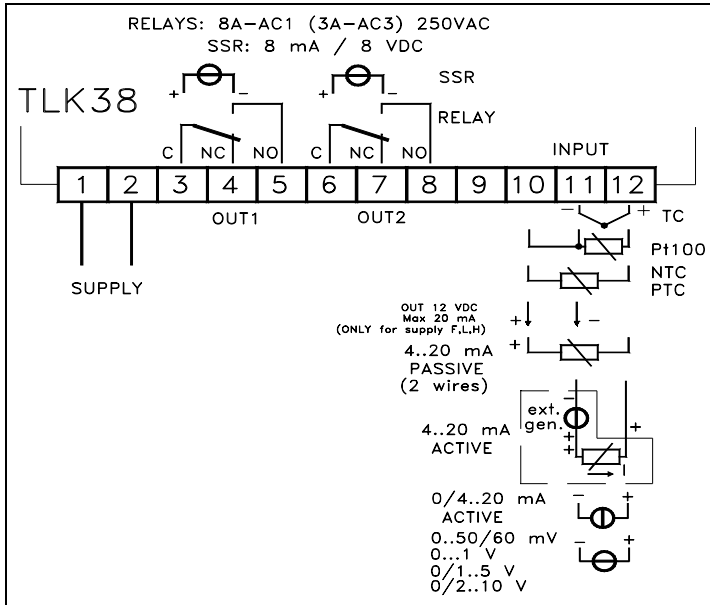 RELAYS: 8A-AC1 (3A-AC3) 250VAC
SSR: 8 mA / 8 VDC
+ - + - SSR
TLK38
RELAY
C NC NO C NC NO INPUT
1 2 3 4 5 6 7 8 9 10 11 12
OUT1 OUT2
- + TC
Pt100
SUPPLY
NTC
PTC
OUT 12 VDC
Max 20 mA
(ONLY for supply F,L,H)
+ -
4..20 mA +
PASSIVE
(2 wires)
-
ext.
gen.
+
4..20 mA
ACTIVE
+
+
I
0/4..20 mA - +
ACTIVE
0..50/60 mV - +
0...1 V
0/1..5 V
0/2..10 V